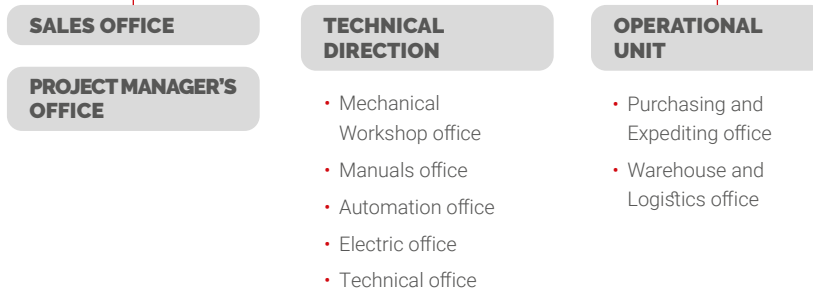 SALES OFFICE
PROJECT MANAGER'S
OFFICE
TECHNICAL
DIRECTION
• Mechanical
Workshop office
• Manuals office
• Automation office
• Electric office
• Technical office
OPERATIONAL
UNIT
• Purchasing and
Expediting office
• Warehouse and
Logistics office